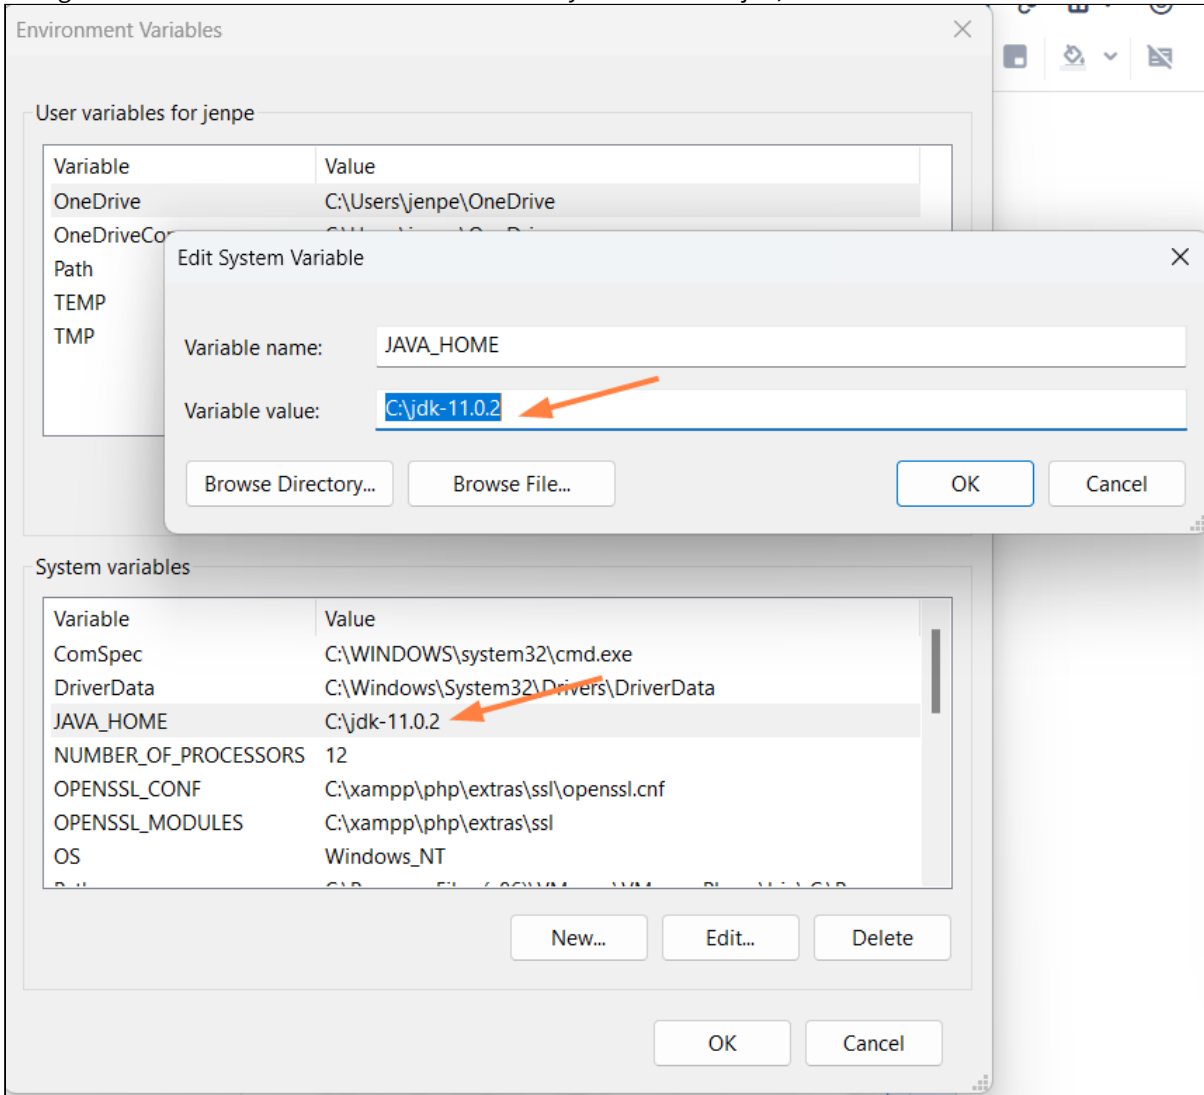 Environment Variables
User variables for jenpe
Variable Value
OneDrive C:\Users\jenpe\OneDrive
OneDriveCo
Path
TEMP
TMP
Edit System Variable
Variable name: JAVA_HOME
Variable value: C:\jdk-11.0.2
Browse Directory... Browse File... OK Cancel
System variables
Variable Value
ComSpec C:\WINDOWS\system32\cmd.exe
DriverData C:\Windows\System32\Drivers\DriverData
JAVA_HOME C:\jdk-11.0.2
NUMBER_OF_PROCESSORS 12
OPENSSL_CONF C:\xampp\php\extras\ssl\openssl.cnf
OPENSSL_MODULES C:\xampp\php\extras\ssl
OS Windows_NT
New... Edit... Delete
OK Cancel